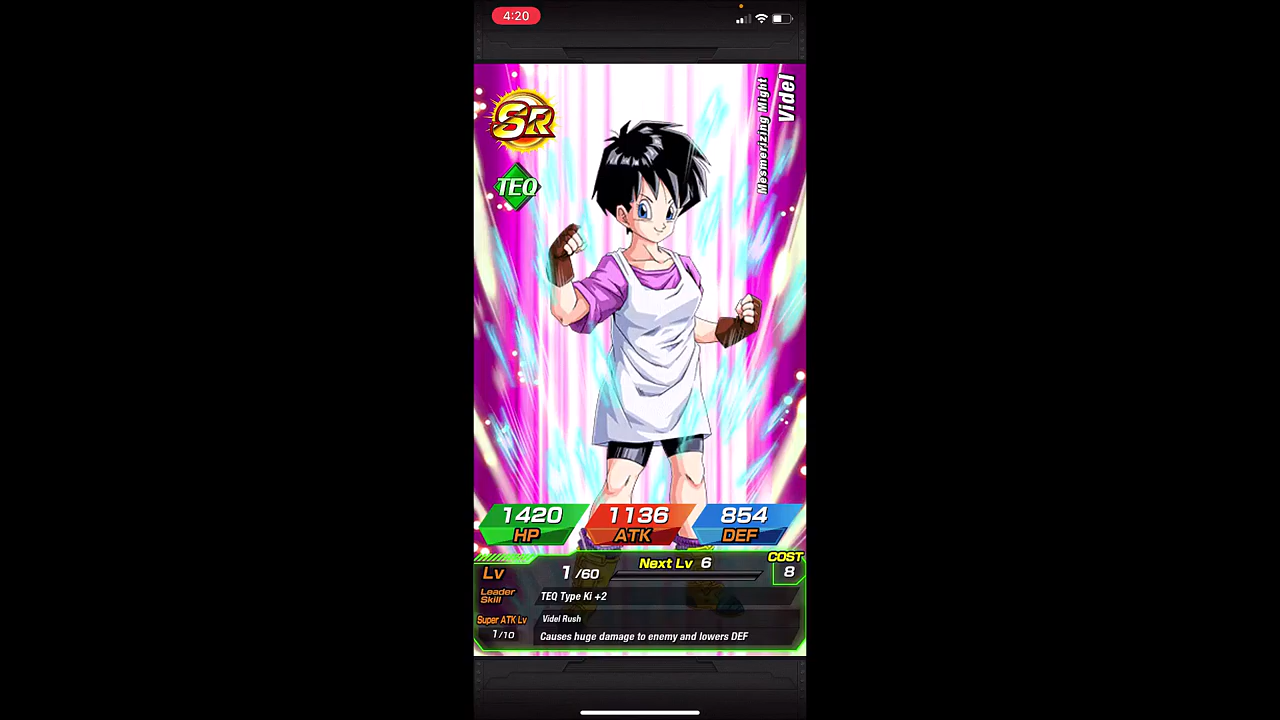 4:20
SR
TEQ
Mesmerizing Might
Videl
1420
HP
1136
ATK
854
DEF
Lv 1/60
Next Lv 6
COST
8
Leader Skill
TEQ Type Ki +2
Super ATK Lv
1/10
Videl Rush
Causes huge damage to enemy and lowers DEF